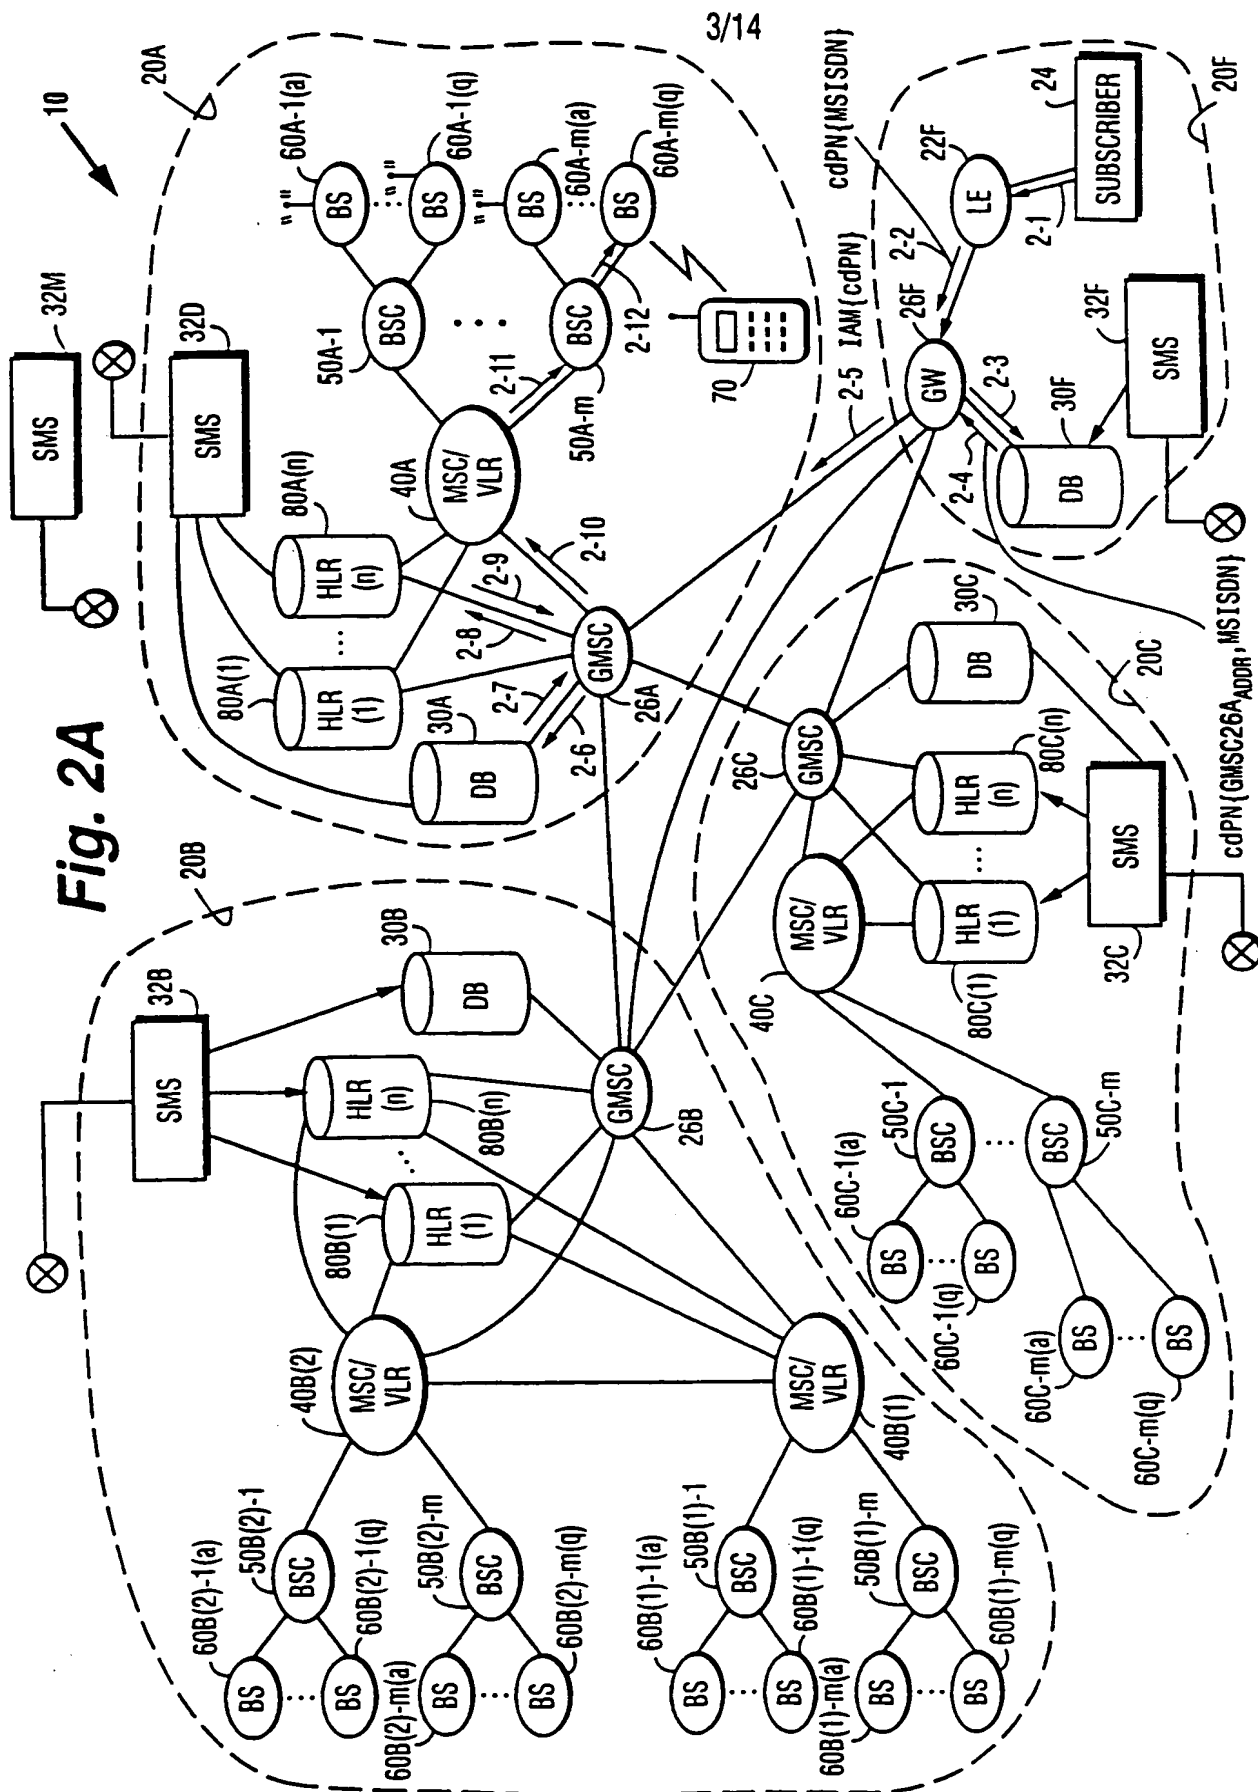 3/14
Fig. 2A
10
20A
20B
20C
20F
SMS
32M
SMS
32D
HLR
(n)
80A(n)
HLR
(1)
80A(1)
DB
30A
GMSC
26A
MSC/
VLR
40A
BSC
50A-1
BSC
50A-m
BS
60A-1(a)
BS
60A-1(q)
BS
60A-m(a)
BS
60A-m(q)
70
2-6
2-7
2-8
2-9
2-10
2-11
2-12
SMS
32B
DB
30B
HLR
(n)
80B(n)
HLR
(1)
80B(1)
GMSC
26B
MSC/
VLR
40B(2)
MSC/
VLR
40B(1)
BSC
50B(2)-1
BSC
50B(2)-m
BS
60B(2)-1(a)
BS
60B(2)-1(q)
BS
60B(2)-m(a)
BS
60B(2)-m(q)
BSC
50B(1)-1
BSC
50B(1)-m
BS
60B(1)-1(a)
BS
60B(1)-1(q)
BS
60B(1)-m(a)
BS
60B(1)-m(q)
GMSC
26C
DB
30C
HLR
(n)
80C(n)
HLR
(1)
80C(1)
SMS
32C
MSC/
VLR
40C
BSC
50C-1
BSC
50C-m
BS
60C-1(a)
BS
60C-1(q)
BS
60C-m(a)
BS
60C-m(q)
GW
26F
LE
22F
SUBSCRIBER
24
DB
30F
SMS
32F
2-1
2-2
2-3
2-4
2-5 IAM{cdPN}
cdPN{MSISDN}
cdPN{GMSC26A ADDR, MSISDN}